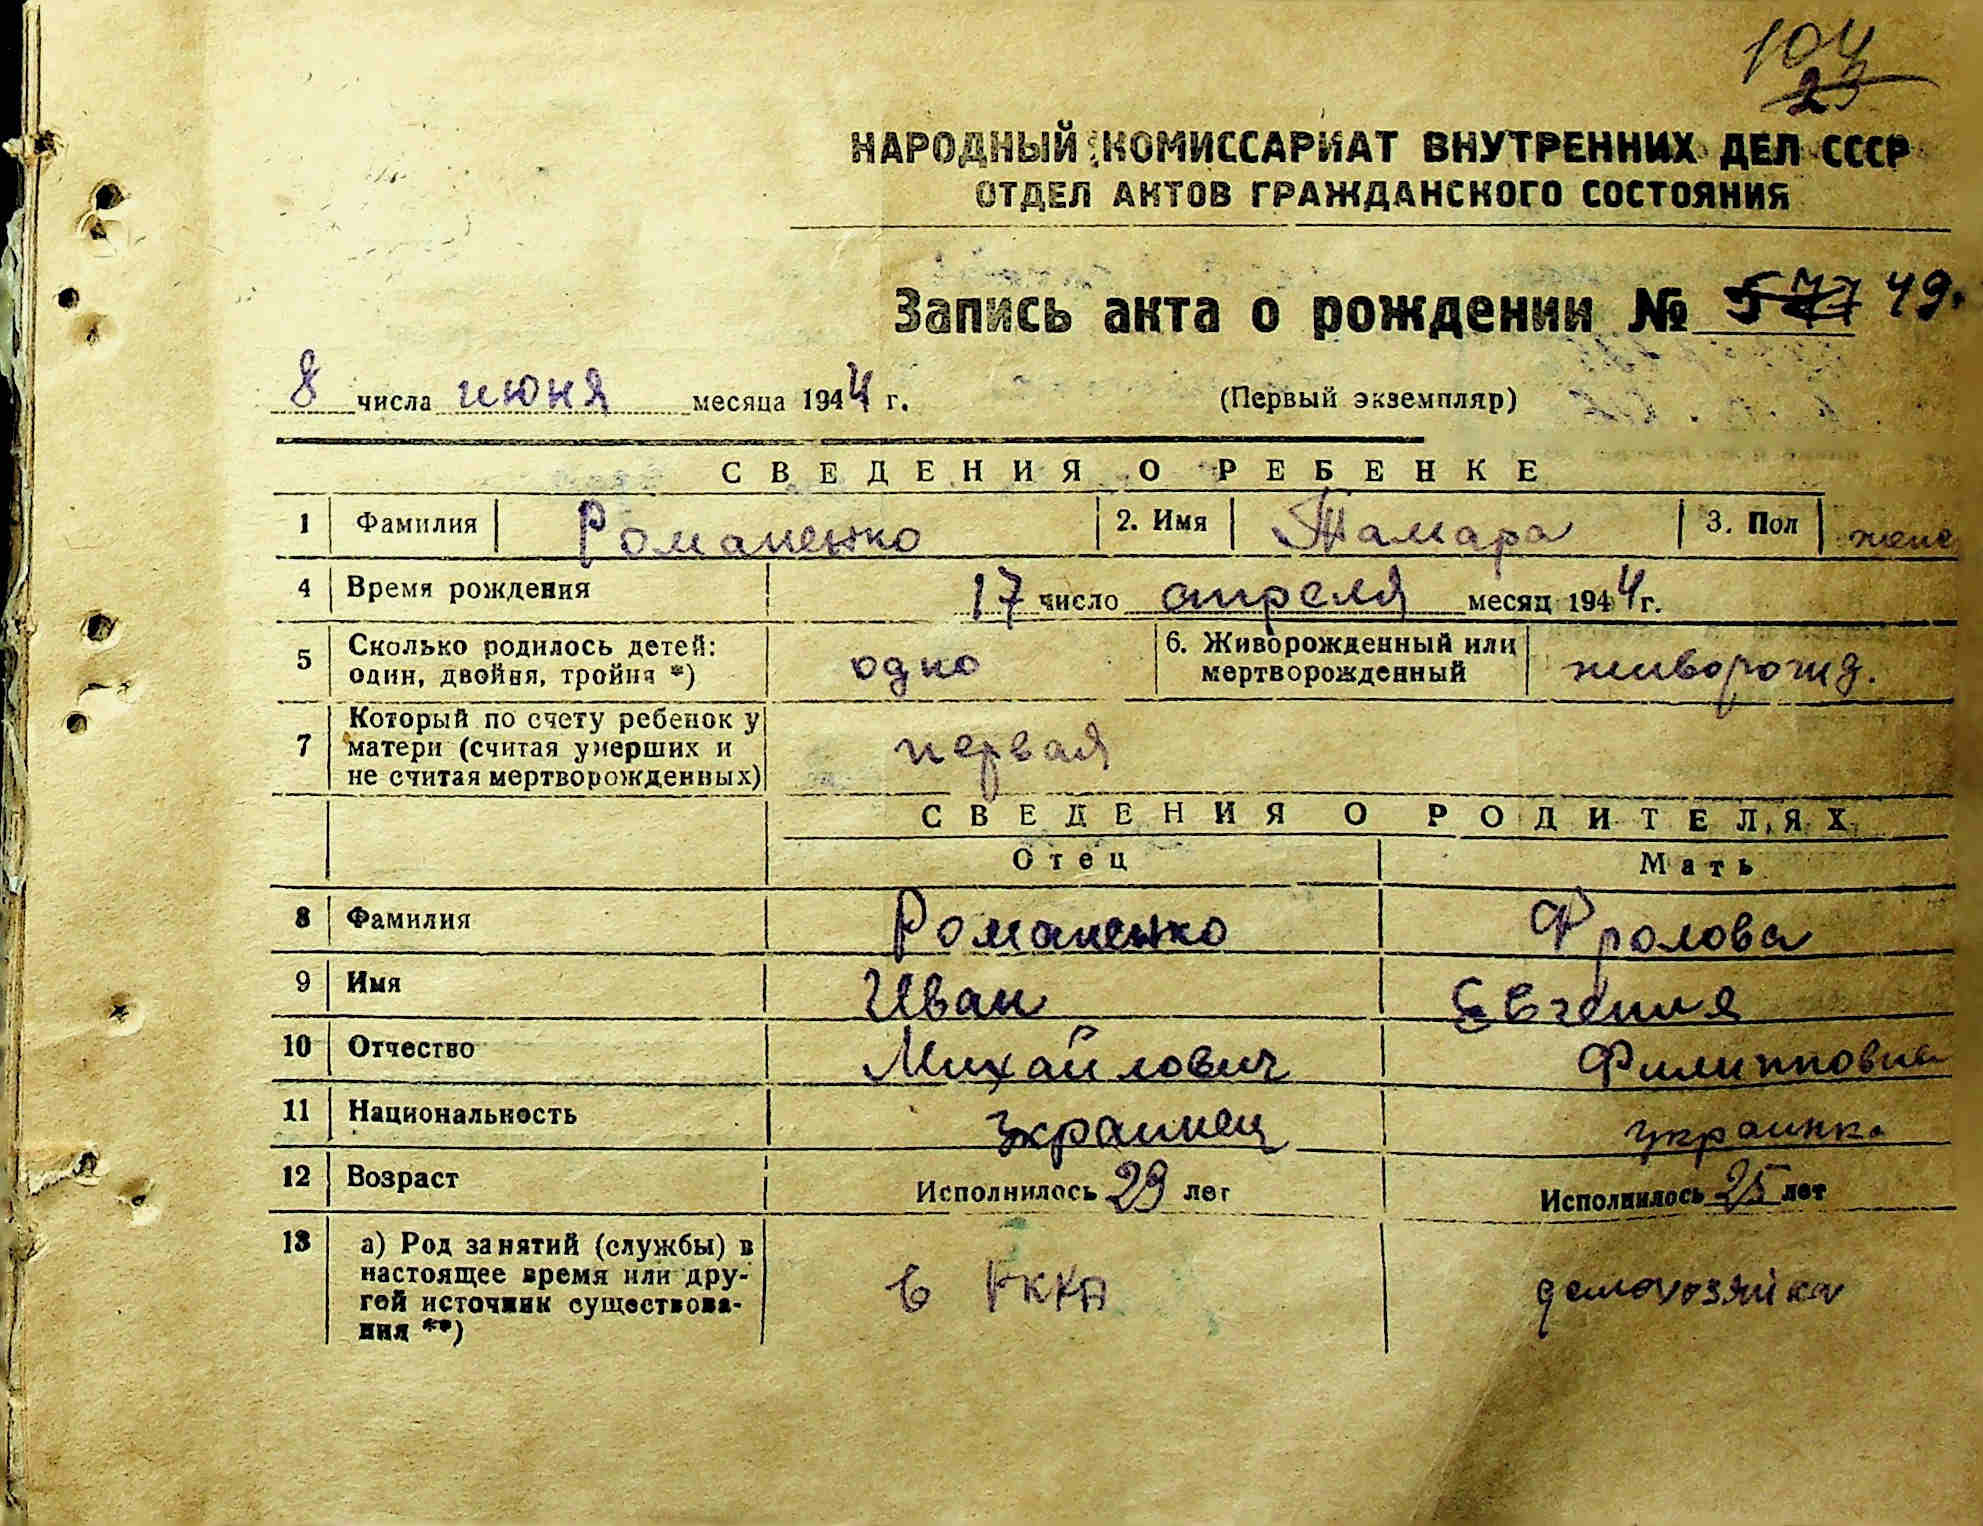 104
23
НАРОДНЫЙ КОМИССАРИАТ ВНУТРЕННИХ ДЕЛ СССР
ОТДЕЛ АКТОВ ГРАЖДАНСКОГО СОСТОЯНИЯ
Запись акта о рождении № 577 49.
8 числа июня месяца 1944 г. (Первый экземпляр)
СВЕДЕНИЯ О РЕБЕНКЕ
1 Фамилия Романенко 2. Имя Тамара 3. Пол женс
4 Время рождения 17 число апреля месяц 1944 г.
5 Сколько родилось детей: один, двойня, тройня *) одно 6. Живорожденный или мертворожденный живорожд.
7 Который по счету ребенок у матери (считая умерших и не считая мертворожденных) первая
СВЕДЕНИЯ О РОДИТЕЛЯХ
Отец Мать
8 Фамилия Романенко Фролова
9 Имя Иван Евгения
10 Отчество Михайлович Филипповна
11 Национальность украинец украинка
12 Возраст Исполнилось 29 лет Исполнилось 25 лет
13 а) Род занятий (службы) в настоящее время или другой источник существования **) в РККА домохозяйка